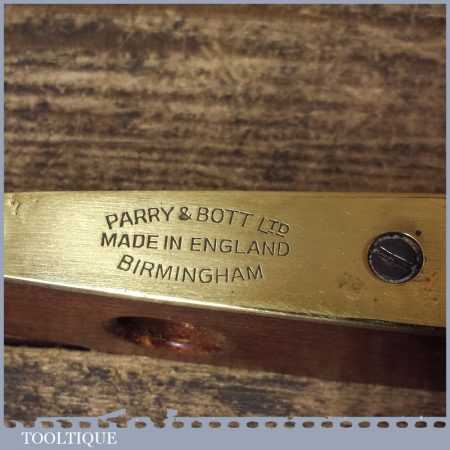 PARRY & BOTT LTD
MADE IN ENGLAND
BIRMINGHAM
TOOLTIQUE